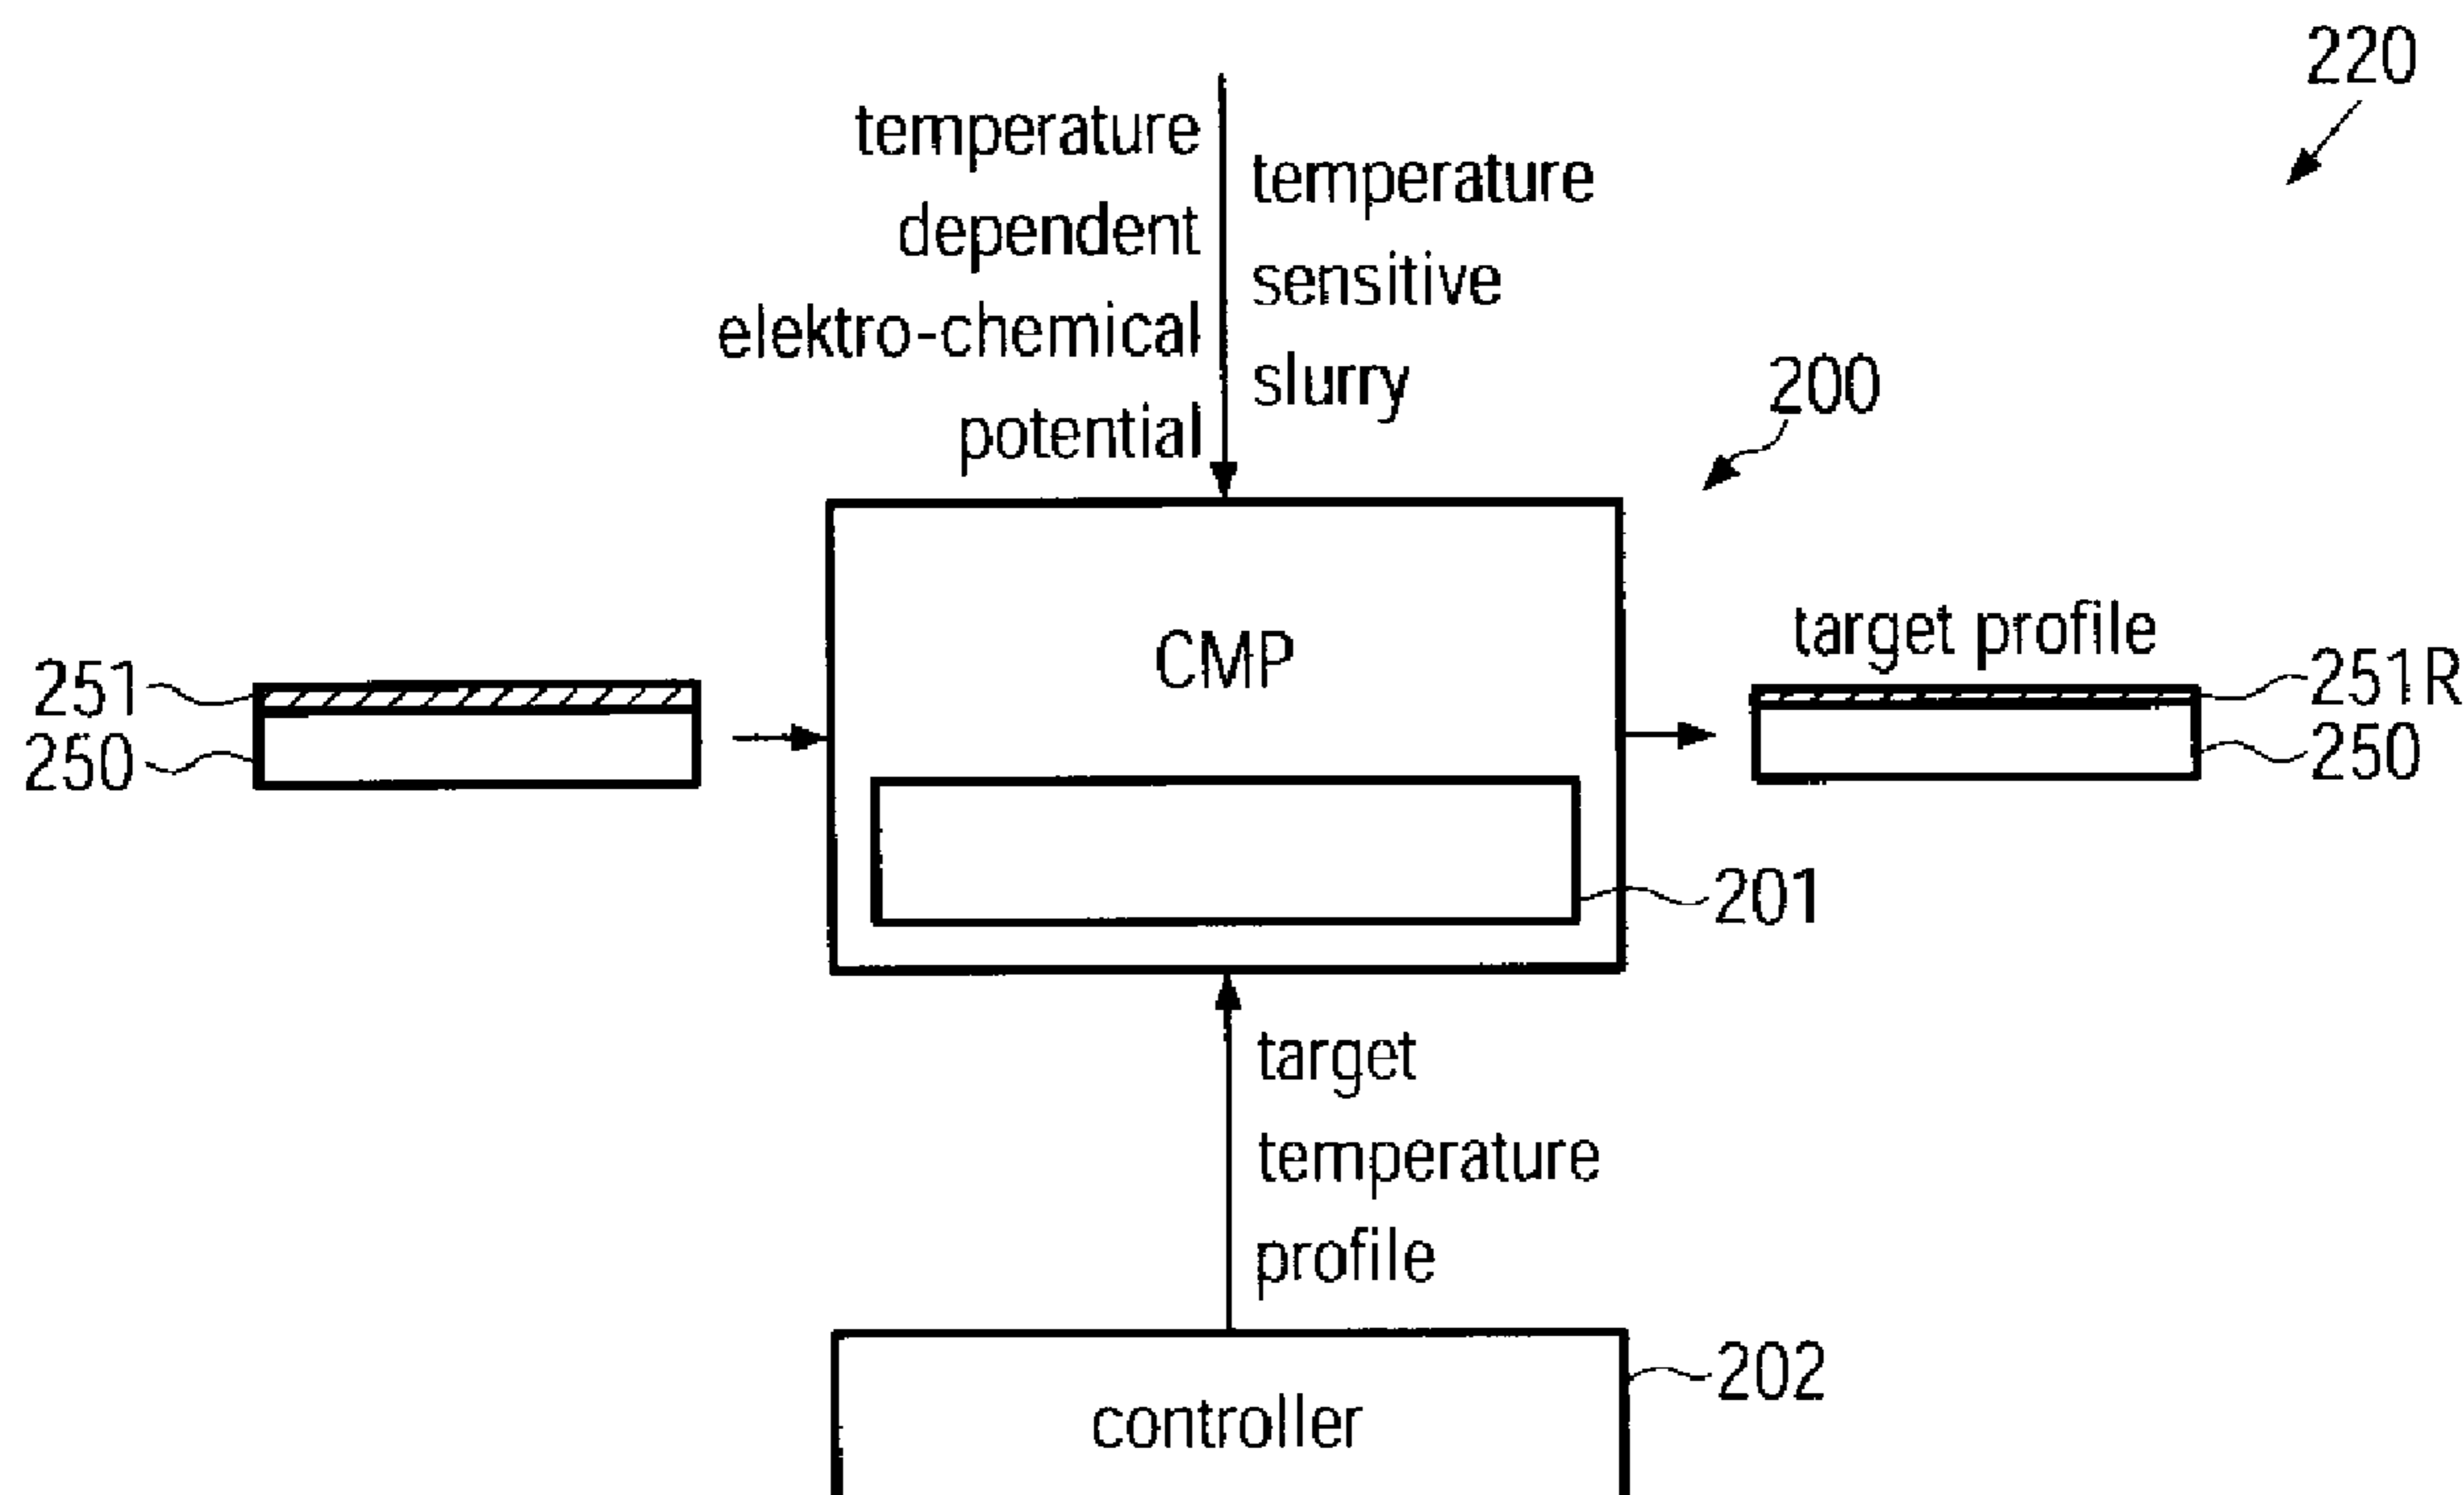 220
temperature
dependent
elektro-chemical
potential
temperature
sensitive
slurry
200
CMP
target profile
251
250
251R
250
201
target
temperature
profile
202
controller